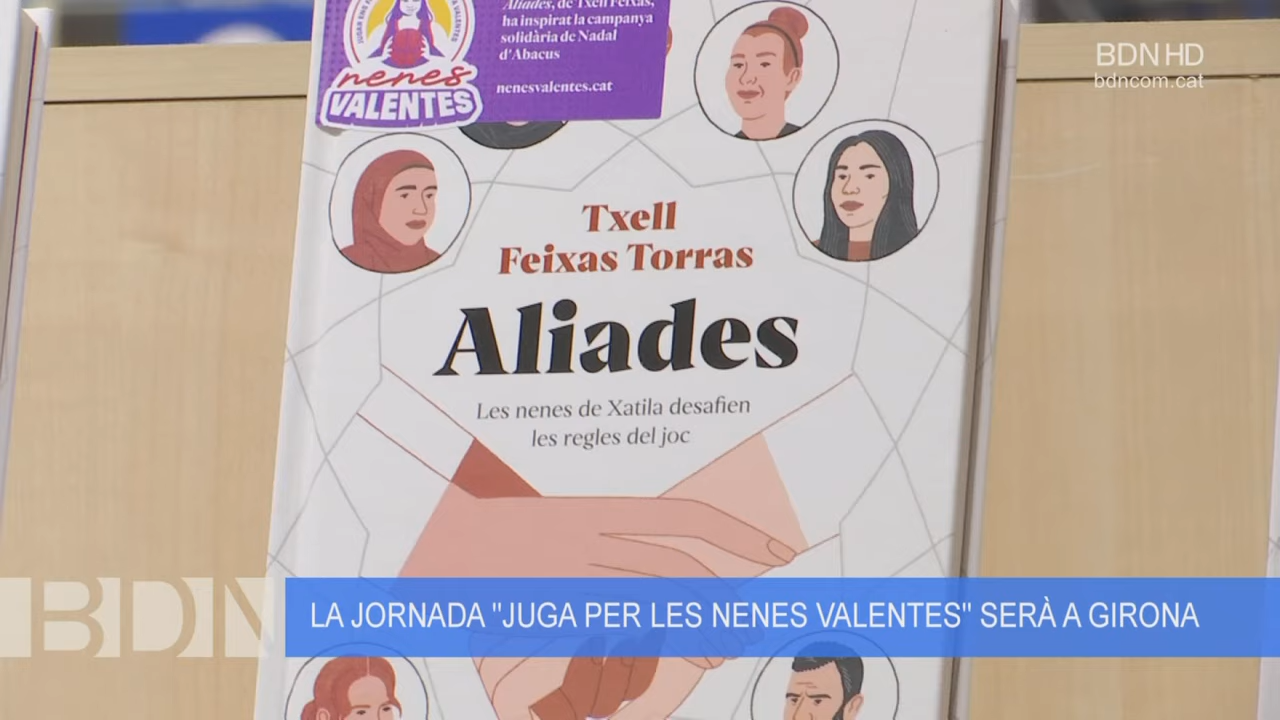 Aliades, de Txell Feixas,
ha inspirat la campanya
solidària de Nadal
d'Abacus
nenesvalentes.cat
nenes
VALENTES
BDN HD
bdncom.cat
Txell
Feixas Torras
Aliades
Les nenes de Xatila desafien
les regles del joc
BDN
LA JORNADA "JUGA PER LES NENES VALENTES" SERÀ A GIRONA